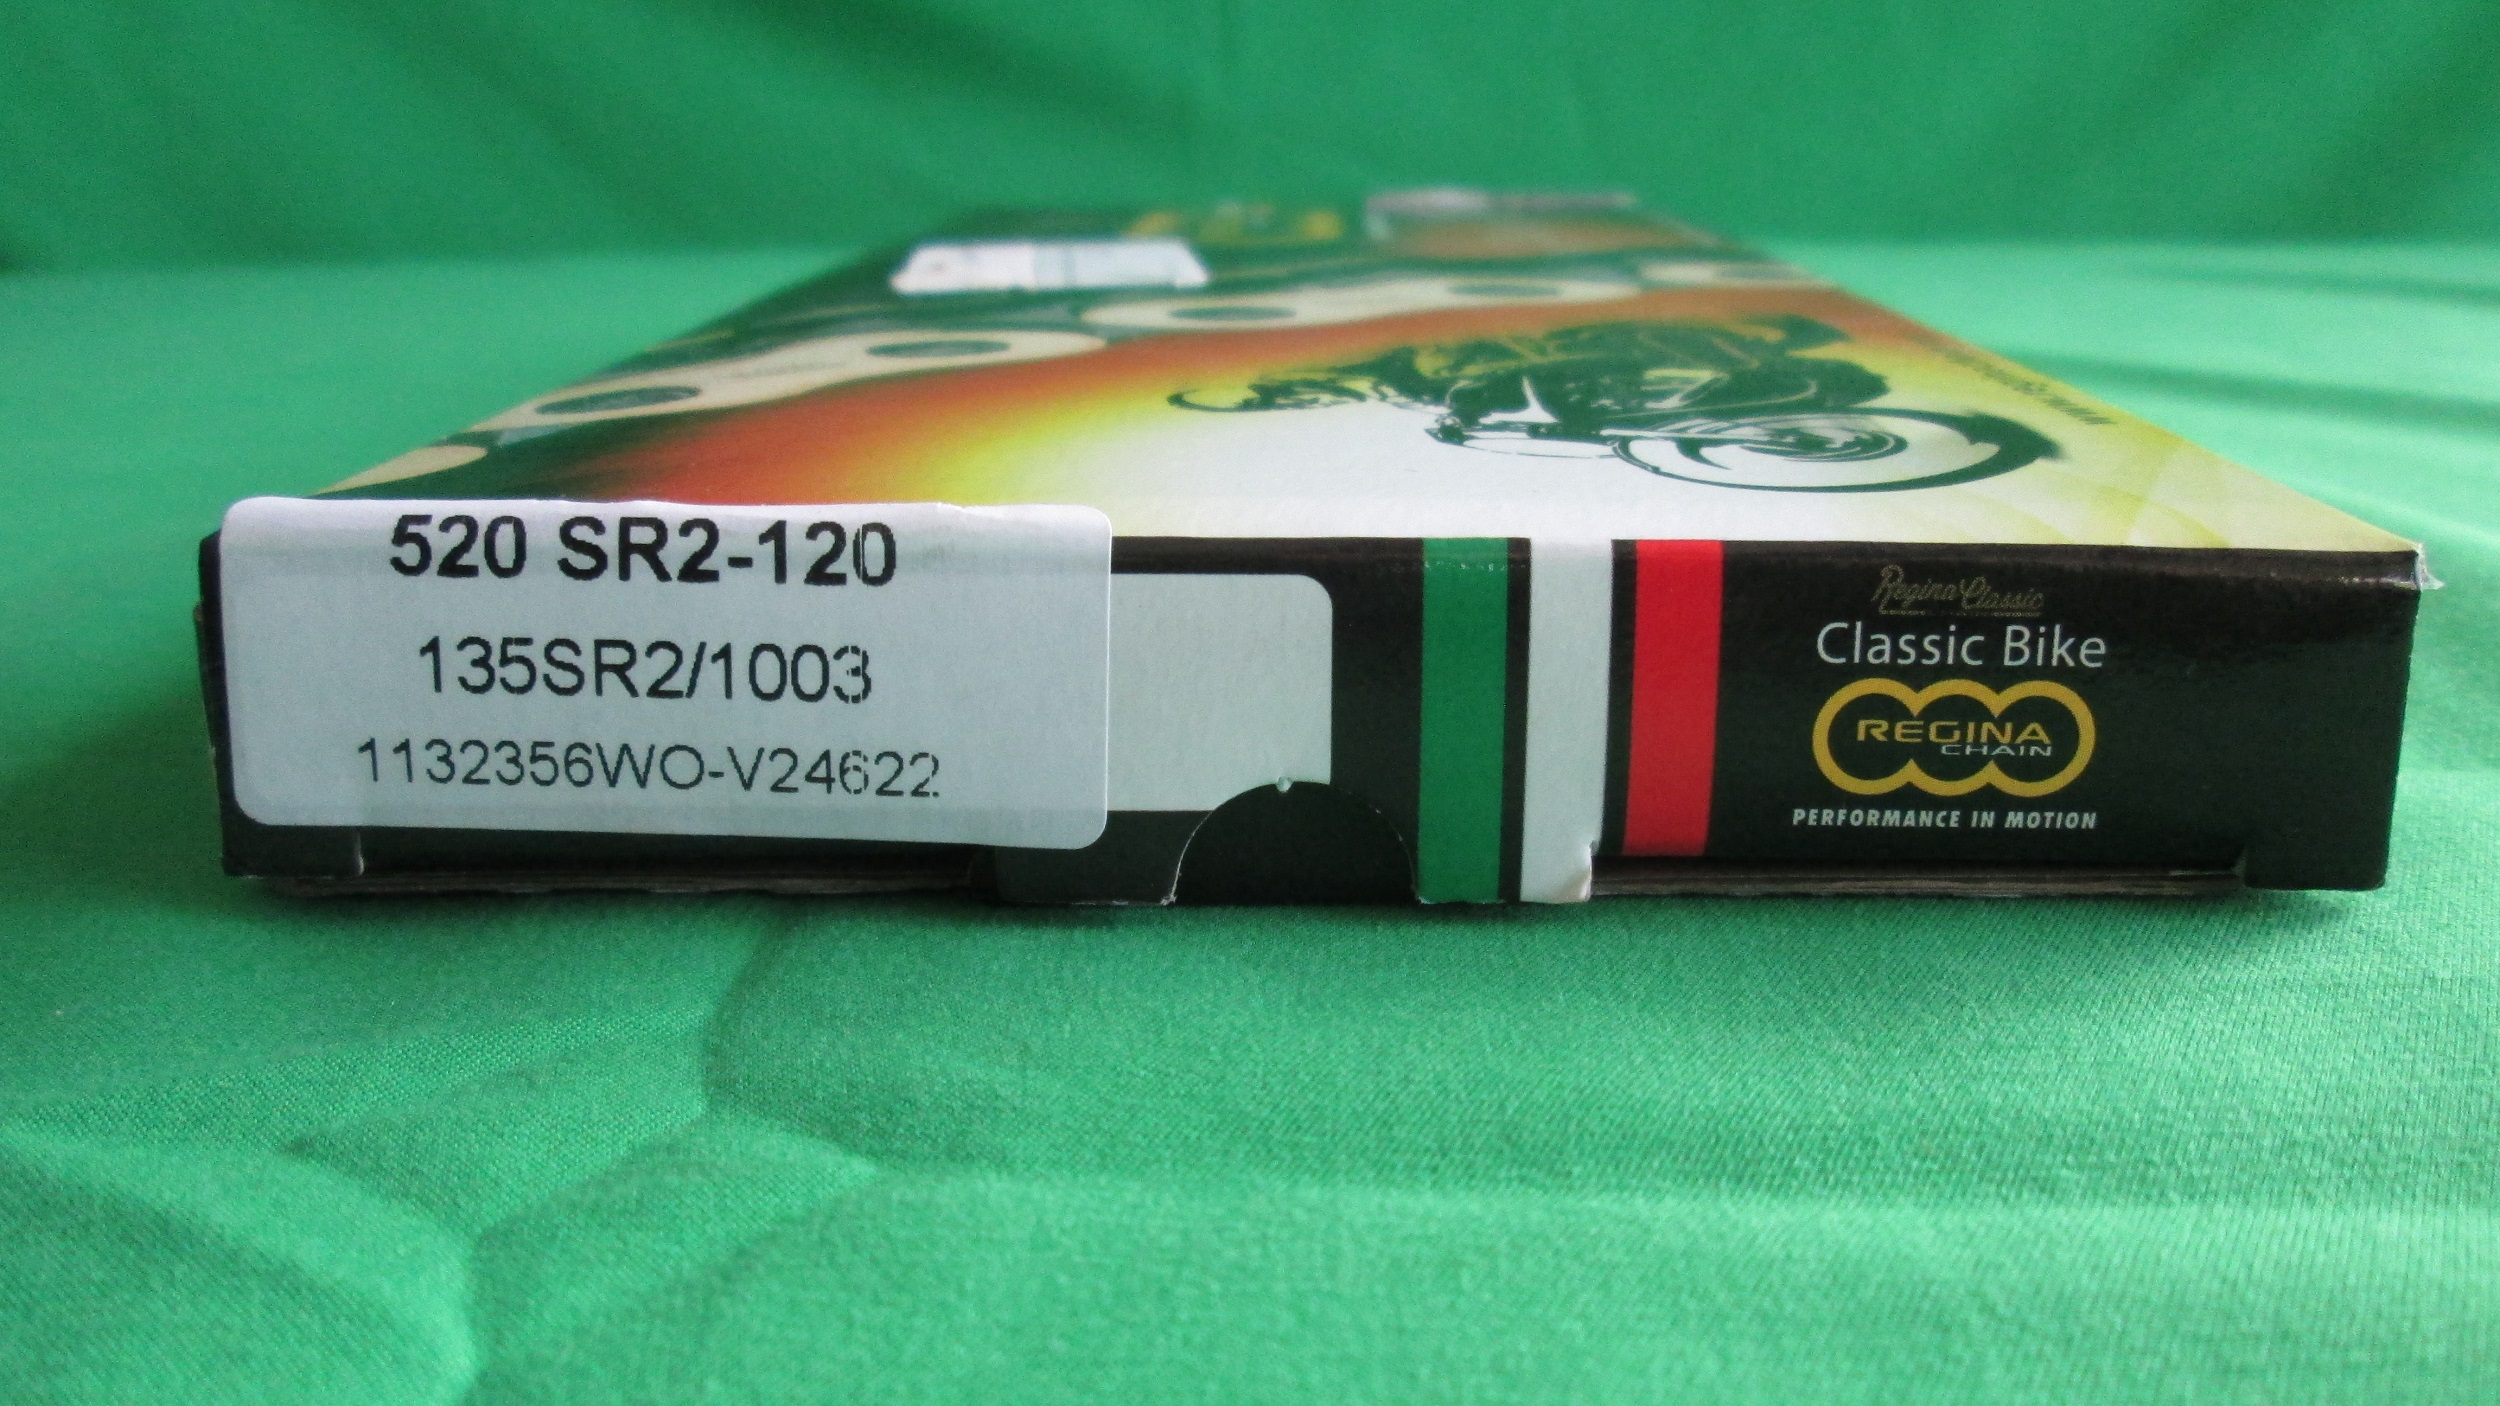 520 SR2-120
135SR2/1003
1132356WO-V24622
Regina Classic
Classic Bike
REGINA
CHAIN
PERFORMANCE IN MOTION